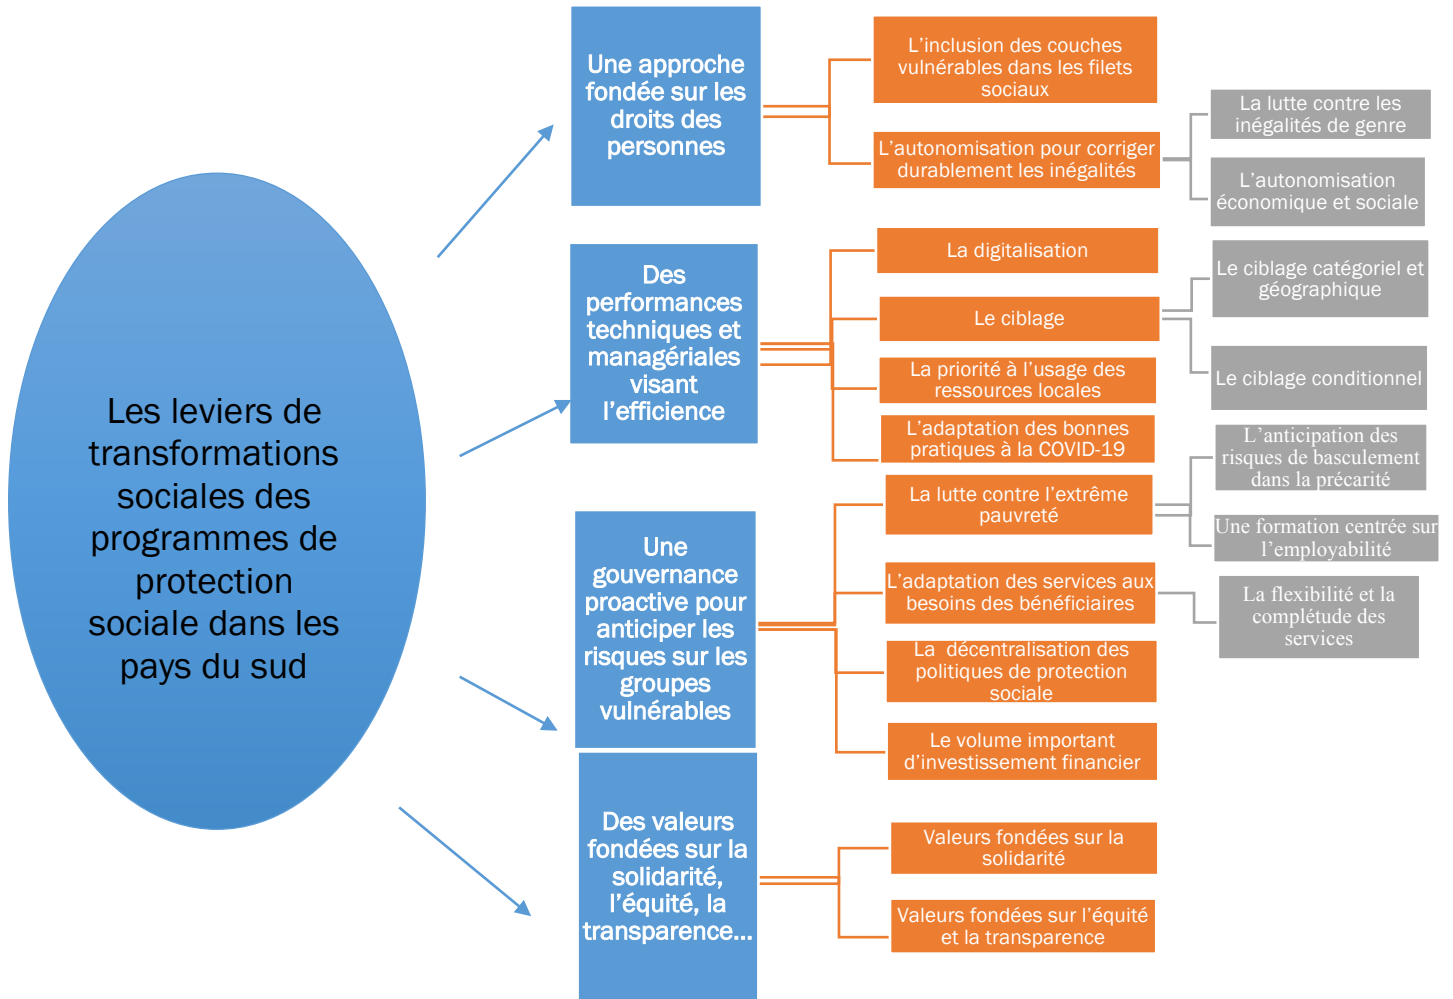 Les leviers de
transformations
sociales des
programmes de
protection
sociale dans les
pays du sud
Une approche
fondée sur les
droits des
personnes
L'inclusion des couches
vulnérables dans les filets
sociaux
L'autonomisation pour corriger
durablement les inégalités
La lutte contre les
inégalités de genre
L'autonomisation
économique et sociale
Des
performances
techniques et
managériales
visant
l'efficience
La digitalisation
Le ciblage
Le ciblage catégoriel et
géographique
Le ciblage conditionnel
La priorité à l'usage des
ressources locales
L'adaptation des bonnes
pratiques à la COVID-19
Une
gouvernance
proactive pour
anticiper les
risques sur les
groupes
vulnérables
La lutte contre l'extrême
pauvreté
L'anticipation des
risques de basculement
dans la précarité
Une formation centrée sur
l'employabilité
L'adaptation des services aux
besoins des bénéficiaires
La flexibilité et la
complétude des
services
La  décentralisation des
politiques de protection
sociale
Le volume important
d'investissement financier
Des valeurs
fondées sur la
solidarité,
l'équité, la
transparence...
Valeurs fondées sur la
solidarité
Valeurs fondées sur l'équité
et la transparence